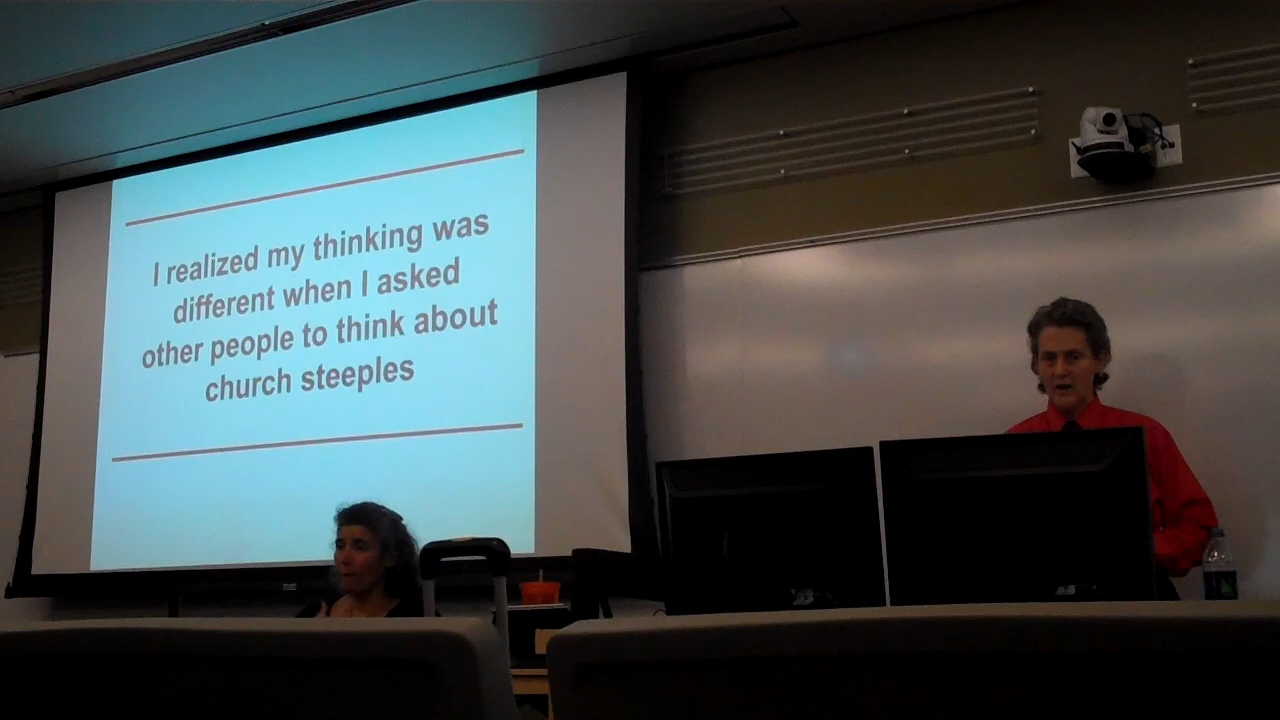 I realized my thinking was
different when I asked
other people to think about
church steeples